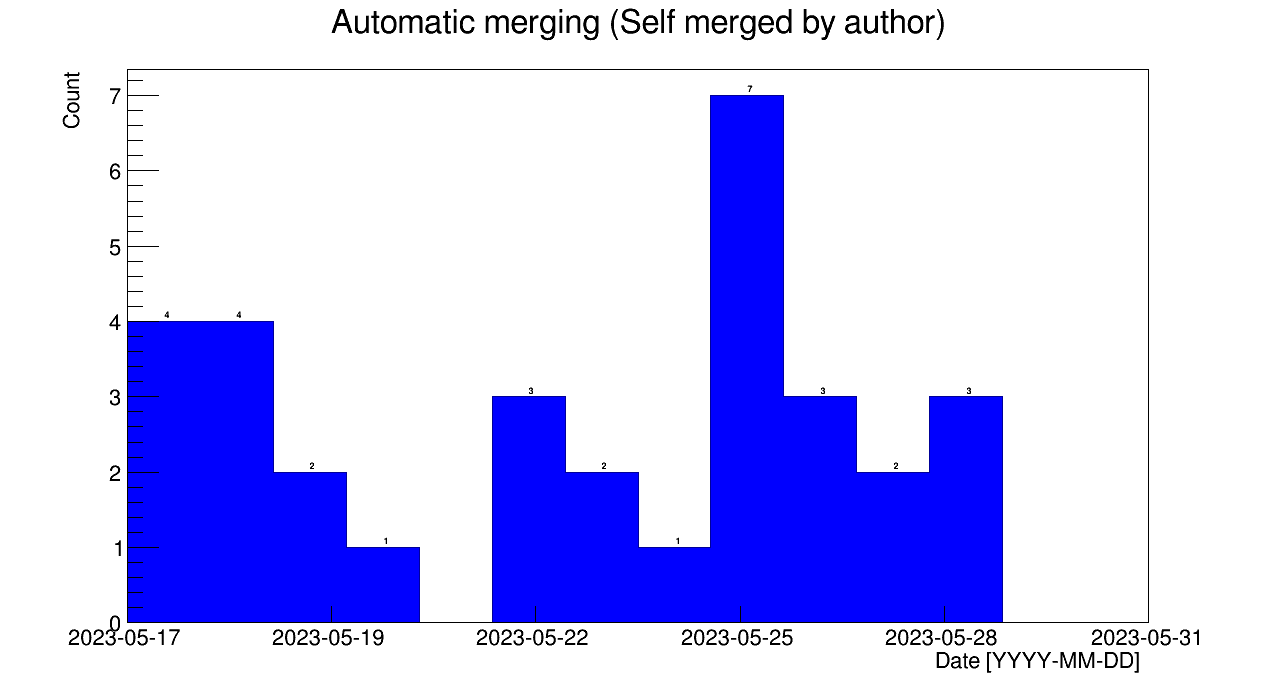 Automatic merging (Self merged by author)
Count
7
7
6
5
4
4 4
3
3 3 3
2
2 2 2
1
1 1
0
2023-05-17 2023-05-19 2023-05-22 2023-05-25 2023-05-28 2023-05-31
Date [YYYY-MM-DD]